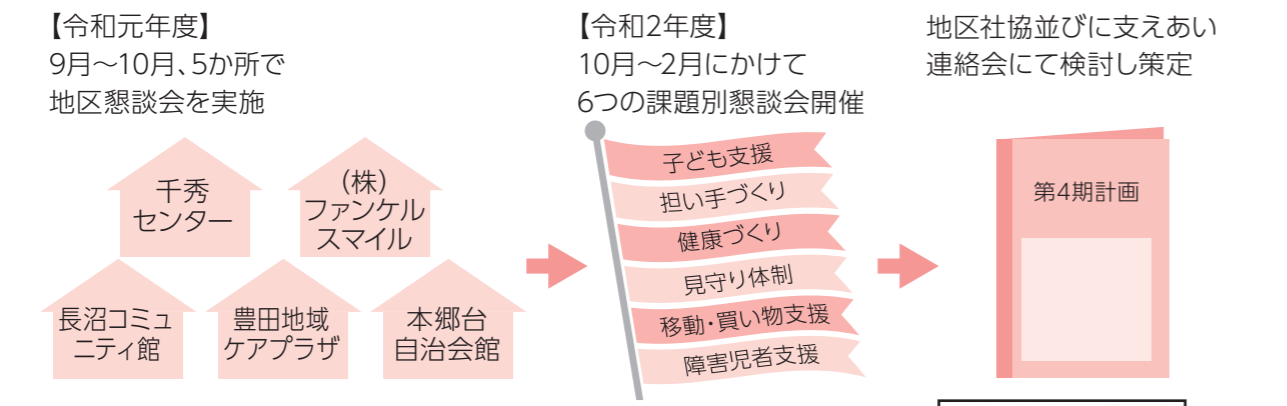 【令和元年度】
9月～10月、5か所で
地区懇談会を実施
千秀
センター
(株)
ファンケル
スマイル
長沼コミュ
ニティ館
豊田地域
ケアプラザ
本郷台
自治会館
【令和2年度】
10月～2月にかけて
6つの課題別懇談会開催
子ども支援
担い手づくり
健康づくり
見守り体制
移動・買い物支援
障害児者支援
地区社協並びに支えあい
連絡会にて検討し策定
第4期計画